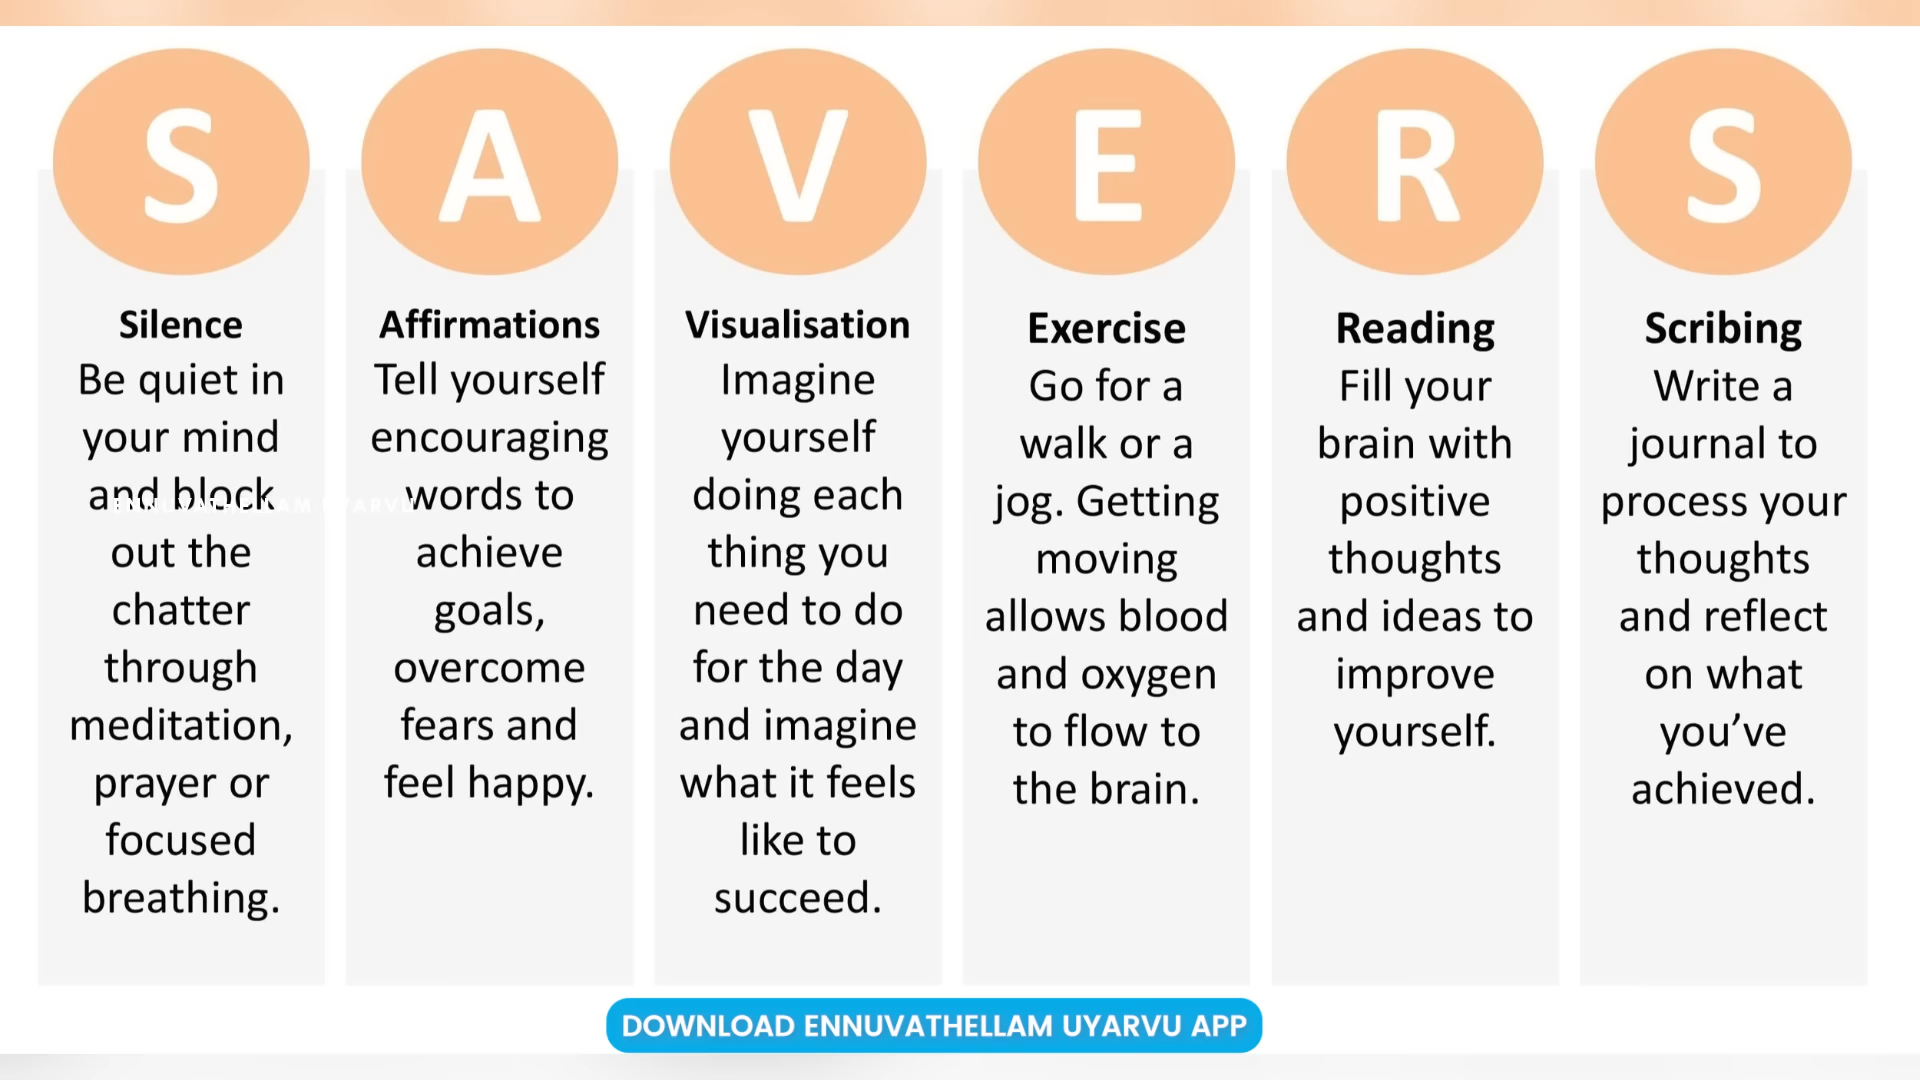 S
Silence
Be quiet in
your mind
and block
out the
chatter
through
meditation,
prayer or
focused
breathing.
A
Affirmations
Tell yourself
encouraging
words to
achieve
goals,
overcome
fears and
feel happy.
V
Visualisation
Imagine
yourself
doing each
thing you
need to do
for the day
and imagine
what it feels
like to
succeed.
E
Exercise
Go for a
walk or a
jog. Getting
moving
allows blood
and oxygen
to flow to
the brain.
R
Reading
Fill your
brain with
positive
thoughts
and ideas to
improve
yourself.
S
Scribing
Write a
journal to
process your
thoughts
and reflect
on what
you’ve
achieved.
ENNUVATHELLAM UYARVU
DOWNLOAD ENNUVATHELLAM UYARVU APP